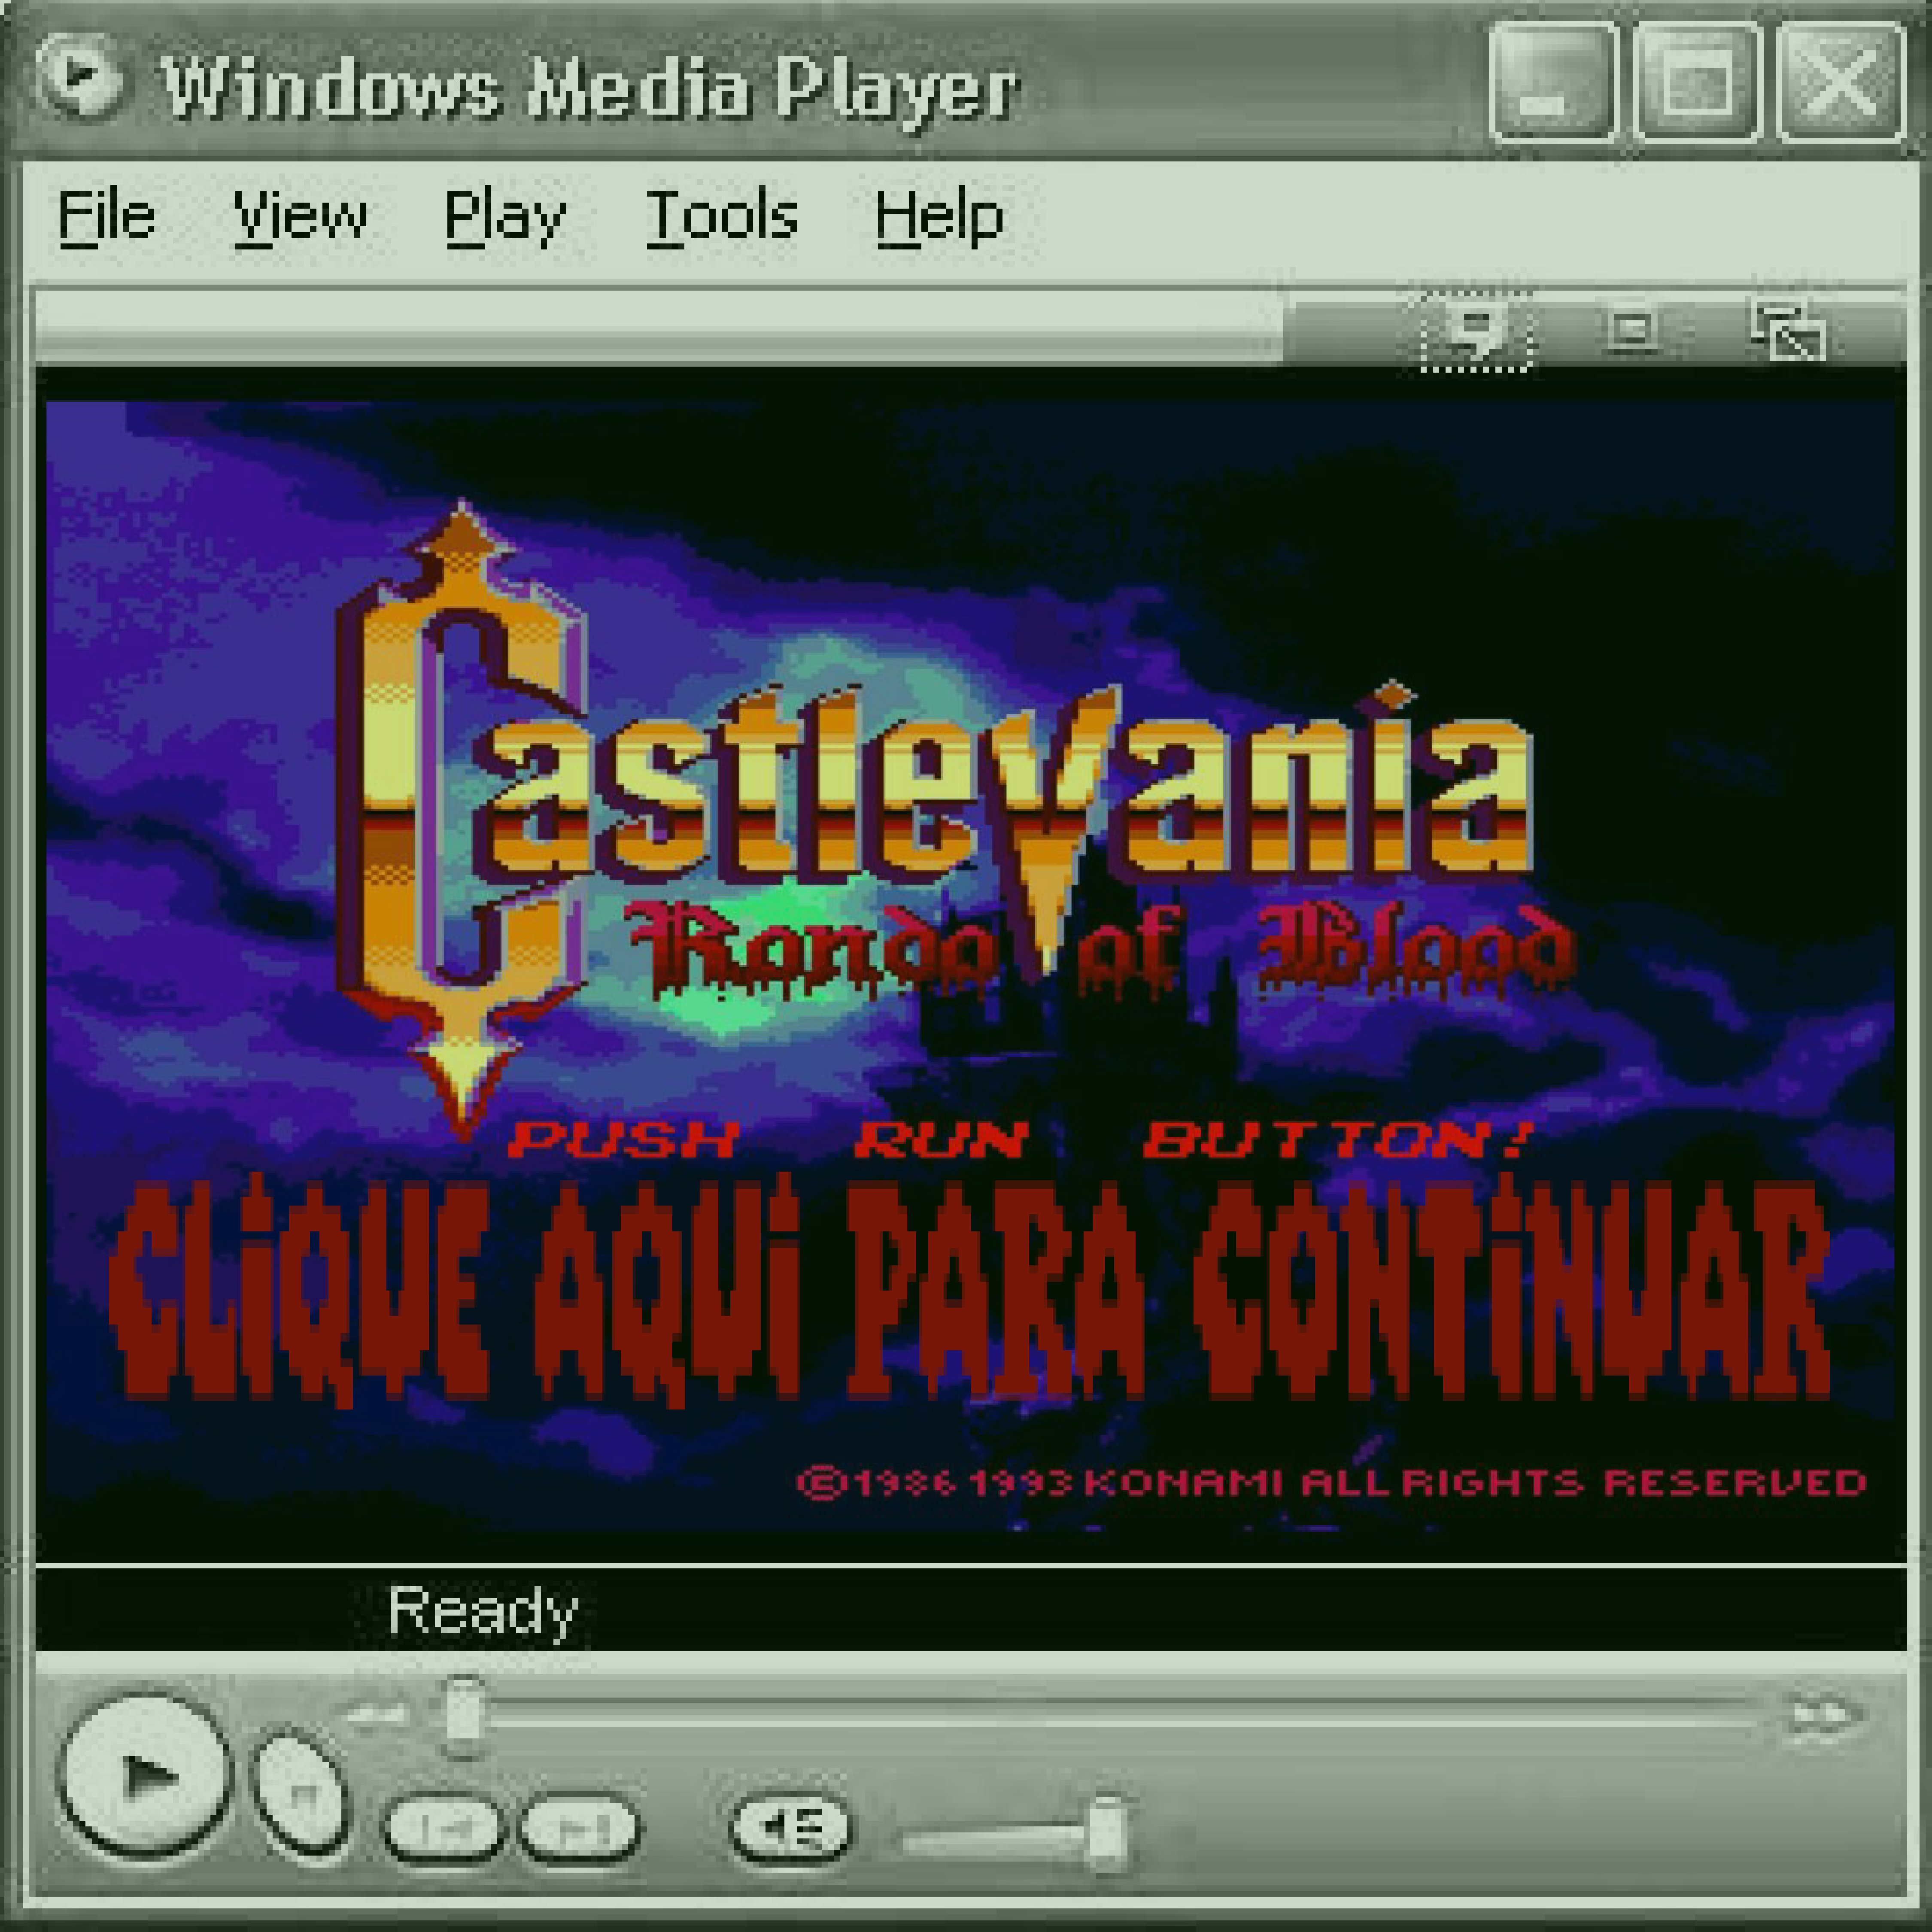 Windows Media Player
File View Play Tools Help
Castlevania
Rondo of Blood
PUSH RUN BUTTON!
CLiQUE AQUi PARA CONTiNUAR
©1986 1993 KONAMI ALL RIGHTS RESERVED
Ready